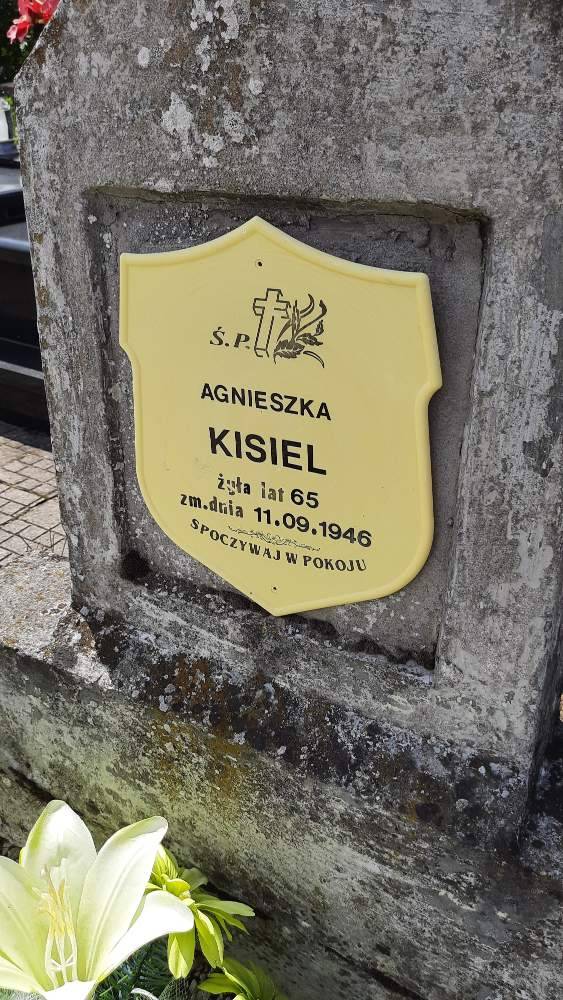 Ś.P.
AGNIESZKA
KISIEL
żyła lat 65
zm.dnia 11.09.1946
SPOCZYWAJ W POKOJU